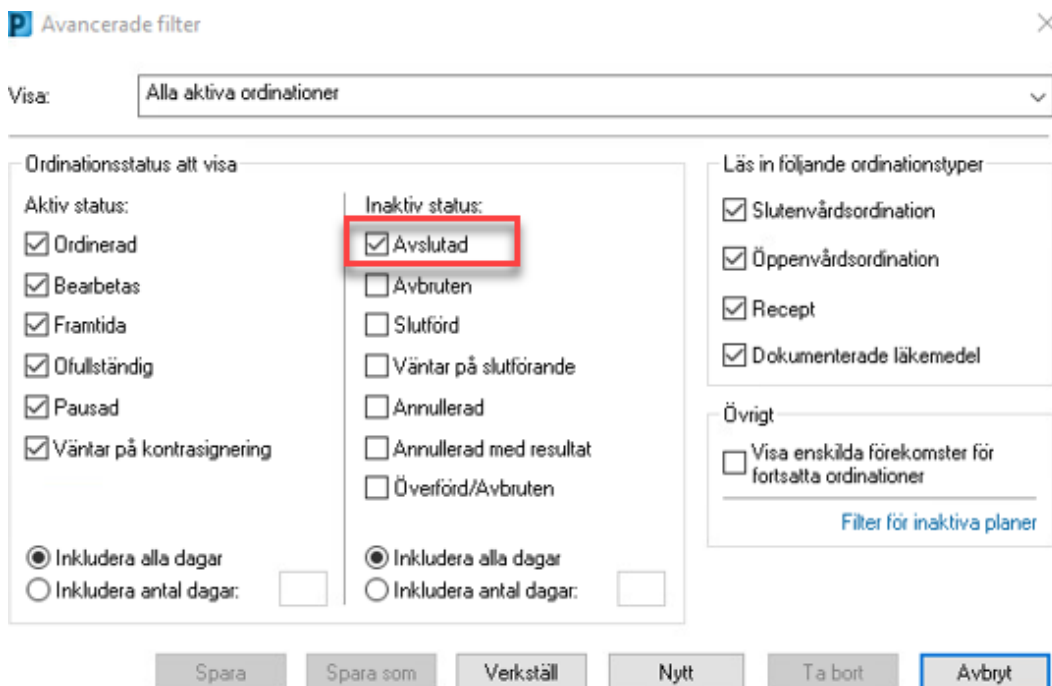 Avancerade filter
Visa:
Alla aktiva ordinationer
Ordinationsstatus att visa
Aktiv status:
Ordinerad
Bearbetas
Framtida
Ofullständig
Pausad
Väntar på kontrasignering
Inkludera alla dagar
Inkludera antal dagar:
Inaktiv status:
Avslutad
Avbruten
Slutförd
Väntar på slutförande
Annullerad
Annullerad med resultat
Överförd/Avbruten
Inkludera alla dagar
Inkludera antal dagar:
Läs in följande ordinationstyper
Slutenvårdsordination
Öppenvårdsordination
Recept
Dokumenterade läkemedel
Övrigt
Visa enskilda förekomster för
fortsatta ordinationer
Filter för inaktiva planer
Spara
Spara som
Verkställ
Nytt
Ta bort
Avbryt